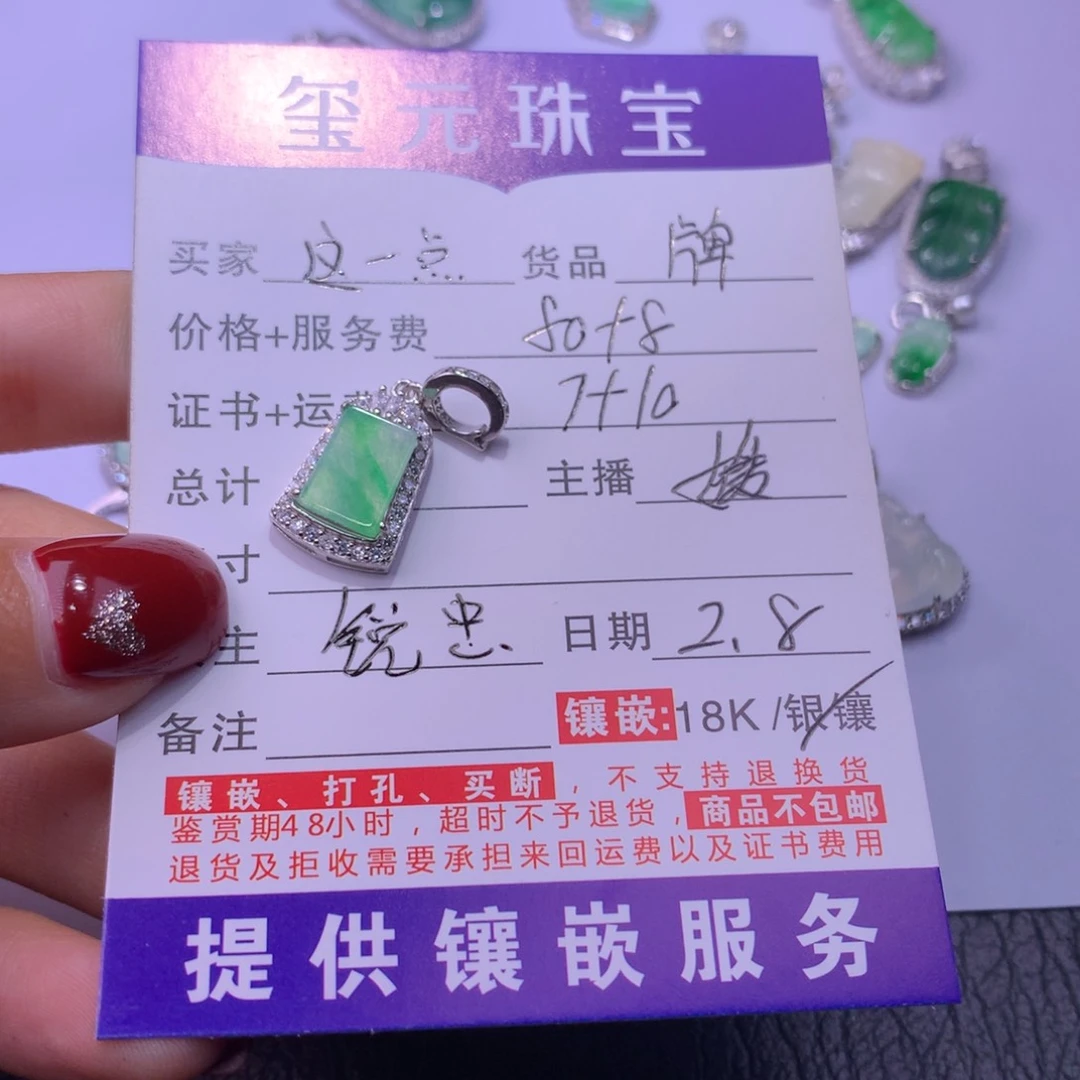 玺元珠宝
买家 这一点 货品 牌
价格+服务费 80+8
证书+运 7+10
总计 主播
寸
主 锐忠 日期 2.8
备注 镶嵌:18K/银镶
镶嵌、打孔、买断，不支持退换货
鉴赏期48小时，超时不予退货，商品不包邮
退货及拒收需要承担来回运费以及证书费用
提供镶嵌服务